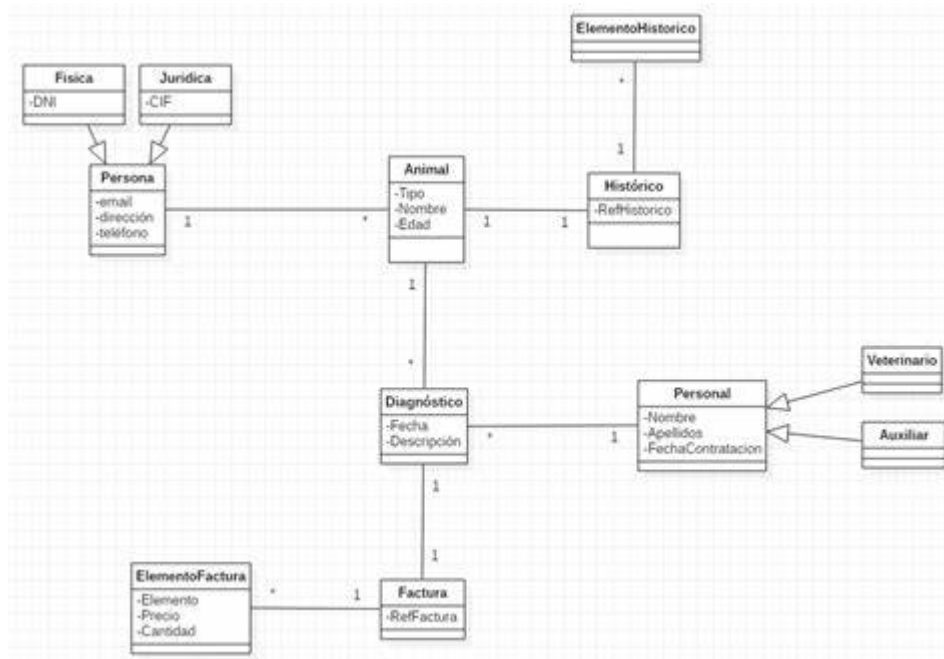 ElementoHistorico
*
1
Fisica
-DNI
Juridica
-CIF
Persona
-email
-dirección
-teléfono
1
*
Animal
-Tipo
-Nombre
-Edad
1
1
Histórico
-RefHistorico
1
*
Diagnóstico
-Fecha
-Descripción
*
1
Personal
-Nombre
-Apellidos
-FechaContratacion
Veterinario
Auxiliar
1
1
ElementoFactura
-Elemento
-Precio
-Cantidad
*
1
Factura
-RefFactura